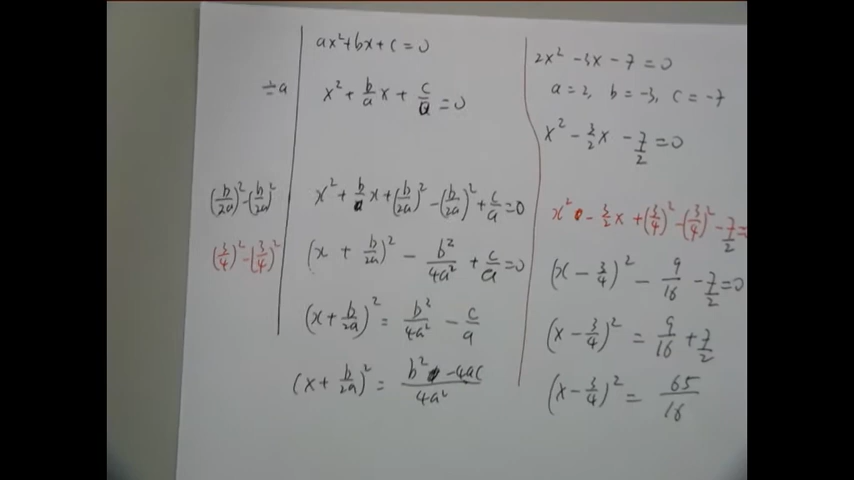 ax²+bx+c=0
÷a
x² + b/a x + c/a = 0
(b/2a)² - (b/2a)²
x² + b/a x + (b/2a)² - (b/2a)² + c/a = 0
(3/4)² - (3/4)²
(x + b/2a)² - b²/4a² + c/a = 0
(x + b/2a)² = b²/4a² - c/a
(x + b/2a)² = b² - 4ac/4a²
2x² - 3x - 7 = 0
a = 2, b = -3, c = -7
x² - 3/2 x - 7/2 = 0
x² - 3/2 x + (3/4)² - (3/4)² - 7/2 =
(x - 3/4)² - 9/16 - 7/2 = 0
(x - 3/4)² = 9/16 + 7/2
(x - 3/4)² = 65/16